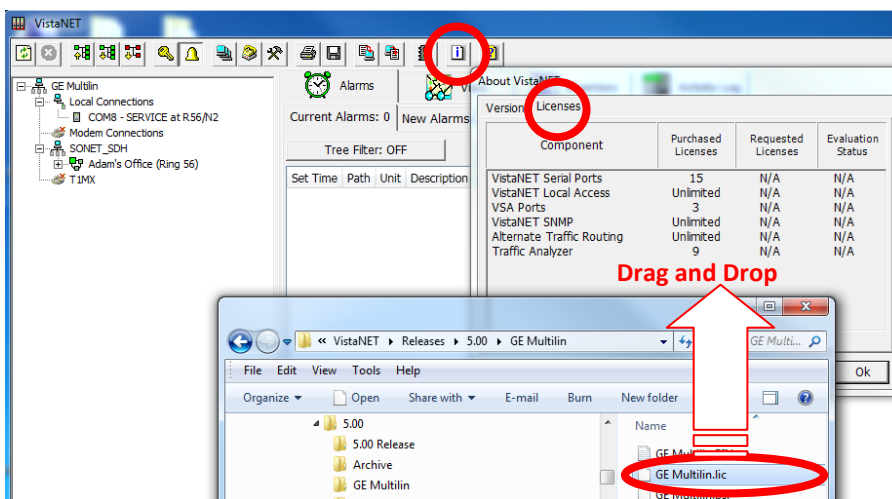 VistaNET
GE Multilin
Local Connections
COM8 - SERVICE at R56/N2
Modem Connections
SONET_SDH
Adam's Office (Ring 56)
T1MX
Alarms
Current Alarms: 0 New Alarms
Tree Filter: OFF
Set Time Path Unit Description
About VistaNET
Version Licenses
Component Purchased Licenses Requested Licenses Evaluation Status
VistaNET Serial Ports 15 N/A N/A
VistaNET Local Access Unlimited N/A N/A
VSA Ports 3 N/A N/A
VistaNET SNMP Unlimited N/A N/A
Alternate Traffic Routing Unlimited N/A N/A
Traffic Analyzer 9 N/A N/A
Drag and Drop
Ok
« VistaNET Releases 5.00 GE Multilin
GE Multi...
File Edit View Tools Help
Organize Open Share with E-mail Burn New folder
5.00
5.00 Release
Archive
GE Multilin
Name
GE Multilin.lic